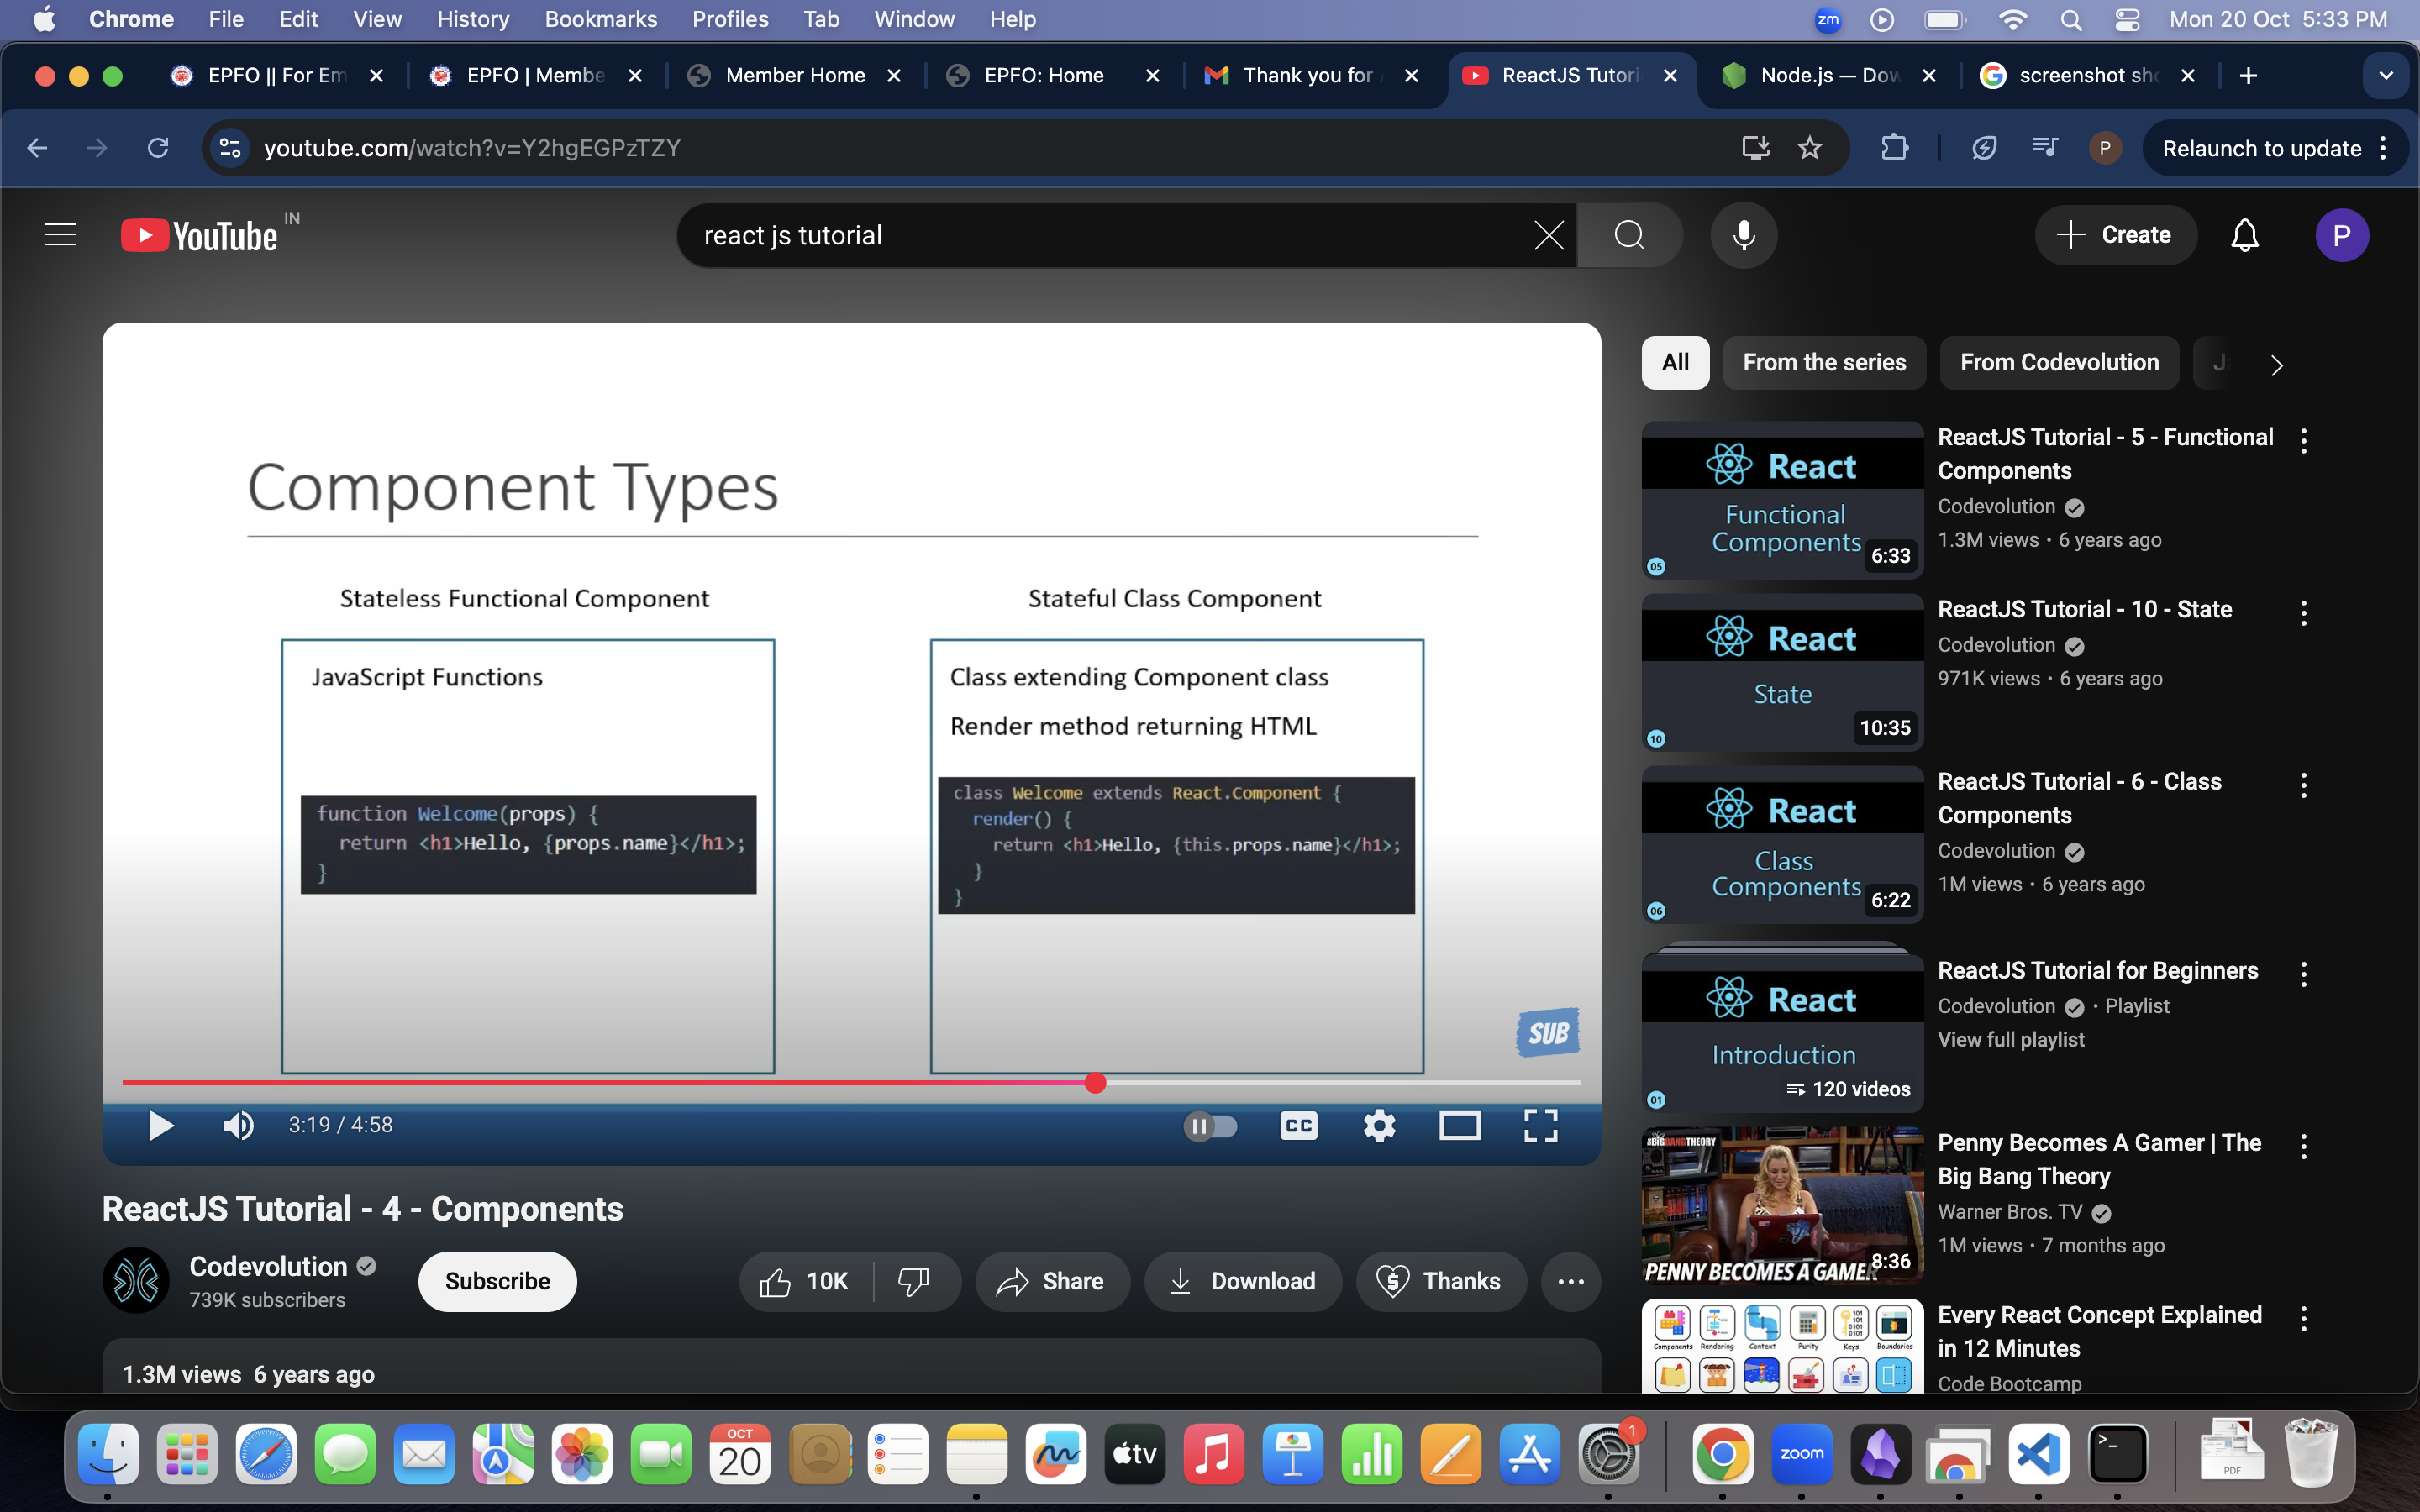 Chrome File Edit View History Bookmarks Profiles Tab Window Help
zm
Mon 20 Oct 5:33 PM
EPFO || For Em
EPFO | Membe
Member Home
EPFO: Home
Thank you for
ReactJS Tutori
Node.js — Dow
screenshot sho
youtube.com/watch?v=Y2hgEGPzTZY
P
Relaunch to update
YouTube IN
react js tutorial
Create
P
Component Types
Stateless Functional Component
JavaScript Functions
function Welcome(props) {
return <h1>Hello, {props.name}</h1>;
}
Stateful Class Component
Class extending Component class
Render method returning HTML
class Welcome extends React.Component {
render() {
return <h1>Hello, {this.props.name}</h1>;
}
}
SUB
3:19 / 4:58
CC
ReactJS Tutorial - 4 - Components
Codevolution
739K subscribers
Subscribe
10K
Share
Download
Thanks
1.3M views 6 years ago
All
From the series
From Codevolution
React
Functional
Components
05
6:33
ReactJS Tutorial - 5 - Functional
Components
Codevolution
1.3M views • 6 years ago
React
State
10
10:35
ReactJS Tutorial - 10 - State
Codevolution
971K views • 6 years ago
React
Class
Components
06
6:22
ReactJS Tutorial - 6 - Class
Components
Codevolution
1M views • 6 years ago
React
Introduction
01
120 videos
ReactJS Tutorial for Beginners
Codevolution • Playlist
View full playlist
BIG BANG THEORY
PENNY BECOMES A GAMER
8:36
Penny Becomes A Gamer | The
Big Bang Theory
Warner Bros. TV
1M views • 7 months ago
Components Rendering Context Purity Keys Boundaries
Every React Concept Explained
in 12 Minutes
Code Bootcamp
OCT
20
tv
1
zoom
PDF